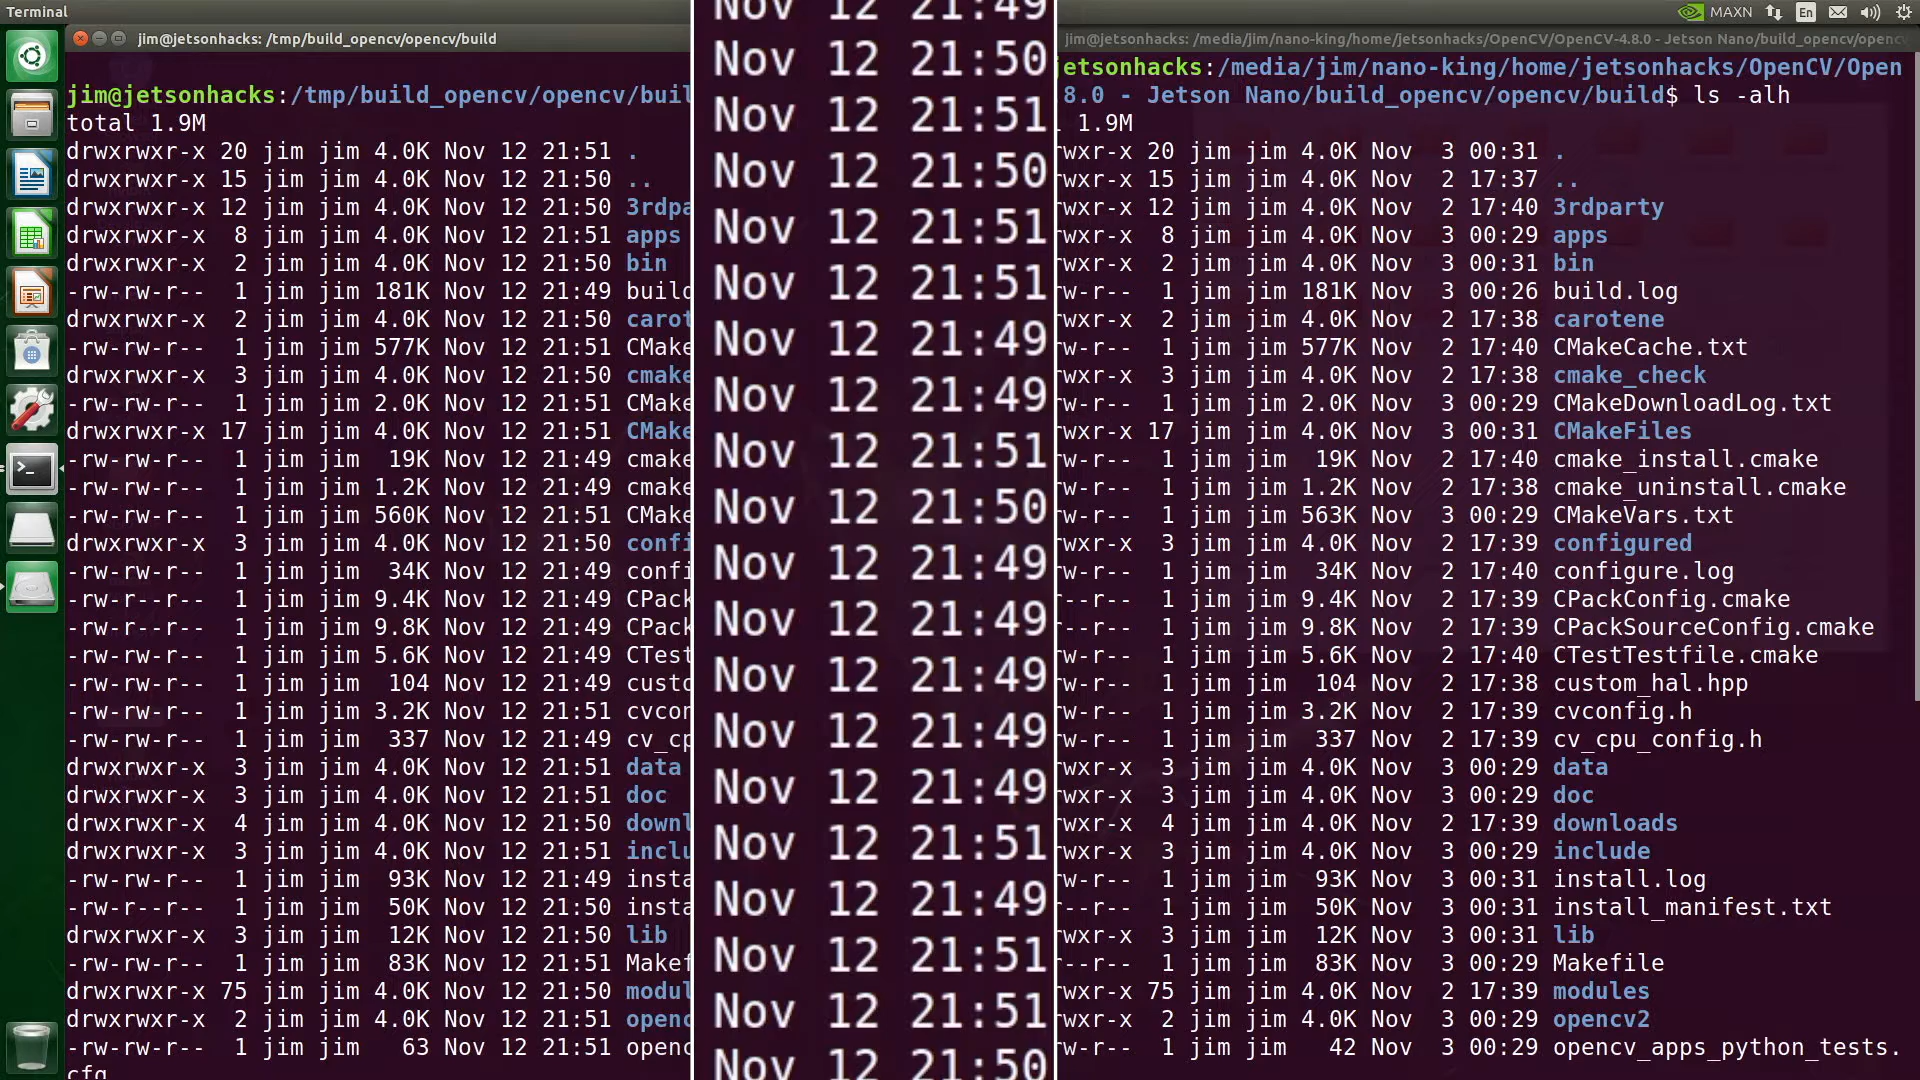 Terminal
MAXN
En
jim@jetsonhacks: /tmp/build_opencv/opencv/build
jim@jetsonhacks:/tmp/build_opencv/opencv/buil
total 1.9M
drwxrwxr-x 20 jim jim 4.0K Nov 12 21:51 .
drwxrwxr-x 15 jim jim 4.0K Nov 12 21:50 ..
drwxrwxr-x 12 jim jim 4.0K Nov 12 21:50 3rdpa
drwxrwxr-x  8 jim jim 4.0K Nov 12 21:51 apps
drwxrwxr-x  2 jim jim 4.0K Nov 12 21:50 bin
-rw-rw-r--  1 jim jim 181K Nov 12 21:49 build
drwxrwxr-x  2 jim jim 4.0K Nov 12 21:50 carot
-rw-rw-r--  1 jim jim 577K Nov 12 21:51 CMake
drwxrwxr-x  3 jim jim 4.0K Nov 12 21:50 cmake
-rw-rw-r--  1 jim jim 2.0K Nov 12 21:51 CMake
drwxrwxr-x 17 jim jim 4.0K Nov 12 21:51 CMake
-rw-rw-r--  1 jim jim  19K Nov 12 21:49 cmake
-rw-rw-r--  1 jim jim 1.2K Nov 12 21:49 cmake
-rw-rw-r--  1 jim jim 560K Nov 12 21:51 CMake
drwxrwxr-x  3 jim jim 4.0K Nov 12 21:50 confi
-rw-rw-r--  1 jim jim  34K Nov 12 21:49 confi
-rw-r--r--  1 jim jim 9.4K Nov 12 21:49 CPack
-rw-r--r--  1 jim jim 9.8K Nov 12 21:49 CPack
-rw-rw-r--  1 jim jim 5.6K Nov 12 21:49 CTest
-rw-rw-r--  1 jim jim  104 Nov 12 21:49 custo
-rw-rw-r--  1 jim jim 3.2K Nov 12 21:51 cvcon
-rw-rw-r--  1 jim jim  337 Nov 12 21:49 cv_cp
drwxrwxr-x  3 jim jim 4.0K Nov 12 21:51 data
drwxrwxr-x  3 jim jim 4.0K Nov 12 21:51 doc
drwxrwxr-x  4 jim jim 4.0K Nov 12 21:50 downl
drwxrwxr-x  3 jim jim 4.0K Nov 12 21:51 inclu
-rw-rw-r--  1 jim jim  93K Nov 12 21:49 insta
-rw-r--r--  1 jim jim  50K Nov 12 21:50 insta
drwxrwxr-x  3 jim jim  12K Nov 12 21:50 lib
-rw-rw-r--  1 jim jim  83K Nov 12 21:51 Makef
drwxrwxr-x 75 jim jim 4.0K Nov 12 21:50 modul
drwxrwxr-x  2 jim jim 4.0K Nov 12 21:51 openc
-rw-rw-r--  1 jim jim   63 Nov 12 21:51 openc
cfg
Nov 12 21:49
Nov 12 21:50
Nov 12 21:51
Nov 12 21:50
Nov 12 21:51
Nov 12 21:51
Nov 12 21:49
Nov 12 21:49
Nov 12 21:51
Nov 12 21:50
Nov 12 21:49
Nov 12 21:49
Nov 12 21:49
Nov 12 21:49
Nov 12 21:49
Nov 12 21:51
Nov 12 21:49
Nov 12 21:51
Nov 12 21:51
Nov 12 21:50
jim@jetsonhacks: /media/jim/nano-king/home/jetsonhacks/OpenCV/OpenCV-4.8.0 - Jetson Nano/build_opencv/openc
jetsonhacks:/media/jim/nano-king/home/jetsonhacks/OpenCV/Open
8.0 - Jetson Nano/build_opencv/opencv/build$ ls -alh
1.9M
rwxr-x 20 jim jim 4.0K Nov  3 00:31 .
rwxr-x 15 jim jim 4.0K Nov  2 17:37 ..
rwxr-x 12 jim jim 4.0K Nov  2 17:40 3rdparty
rwxr-x  8 jim jim 4.0K Nov  3 00:29 apps
rwxr-x  2 jim jim 4.0K Nov  3 00:31 bin
rw-r--  1 jim jim 181K Nov  3 00:26 build.log
rwxr-x  2 jim jim 4.0K Nov  2 17:38 carotene
rw-r--  1 jim jim 577K Nov  2 17:40 CMakeCache.txt
rwxr-x  3 jim jim 4.0K Nov  2 17:38 cmake_check
rw-r--  1 jim jim 2.0K Nov  3 00:29 CMakeDownloadLog.txt
rwxr-x 17 jim jim 4.0K Nov  3 00:31 CMakeFiles
rw-r--  1 jim jim  19K Nov  2 17:40 cmake_install.cmake
rw-r--  1 jim jim 1.2K Nov  2 17:38 cmake_uninstall.cmake
rw-r--  1 jim jim 563K Nov  3 00:29 CMakeVars.txt
rwxr-x  3 jim jim 4.0K Nov  2 17:39 configured
rw-r--  1 jim jim  34K Nov  2 17:40 configure.log
--r--  1 jim jim 9.4K Nov  2 17:39 CPackConfig.cmake
--r--  1 jim jim 9.8K Nov  2 17:39 CPackSourceConfig.cmake
rw-r--  1 jim jim 5.6K Nov  2 17:40 CTestTestfile.cmake
rw-r--  1 jim jim  104 Nov  2 17:38 custom_hal.hpp
rw-r--  1 jim jim 3.2K Nov  2 17:39 cvconfig.h
rw-r--  1 jim jim  337 Nov  2 17:39 cv_cpu_config.h
rwxr-x  3 jim jim 4.0K Nov  3 00:29 data
rwxr-x  3 jim jim 4.0K Nov  3 00:29 doc
rwxr-x  4 jim jim 4.0K Nov  2 17:39 downloads
rwxr-x  3 jim jim 4.0K Nov  3 00:29 include
rw-r--  1 jim jim  93K Nov  3 00:31 install.log
--r--  1 jim jim  50K Nov  3 00:31 install_manifest.txt
rwxr-x  3 jim jim  12K Nov  3 00:31 lib
--r--  1 jim jim  83K Nov  3 00:29 Makefile
rwxr-x 75 jim jim 4.0K Nov  2 17:39 modules
rwxr-x  2 jim jim 4.0K Nov  3 00:29 opencv2
rw-r--  1 jim jim   42 Nov  3 00:29 opencv_apps_python_tests.